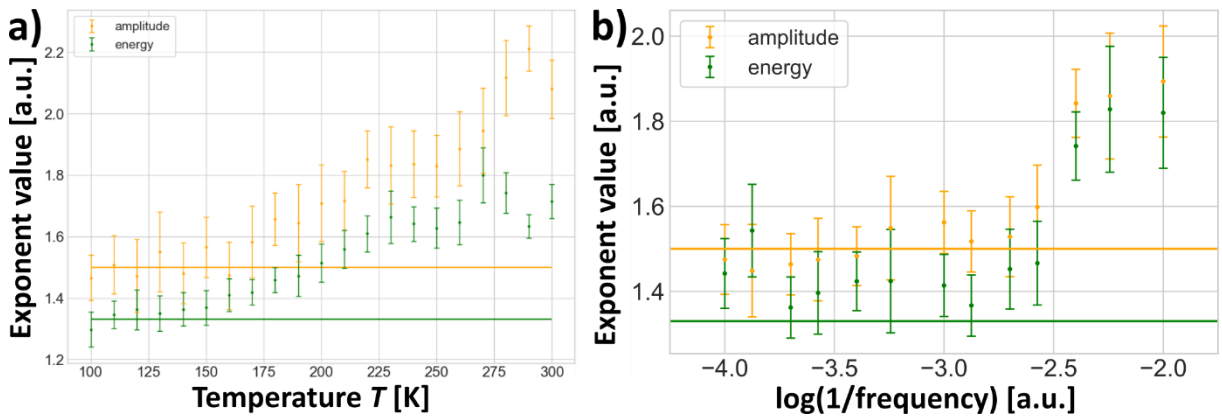 a)
amplitude
energy
2.2
2.0
1.8
1.6
1.4
1.2
100
125
150
175
200
225
250
275
300
Exponent value [a.u.]
Temperature T [K]
b)
amplitude
energy
2.0
1.8
1.6
1.4
−4.0
−3.5
−3.0
−2.5
−2.0
Exponent value [a.u.]
log(1/frequency) [a.u.]